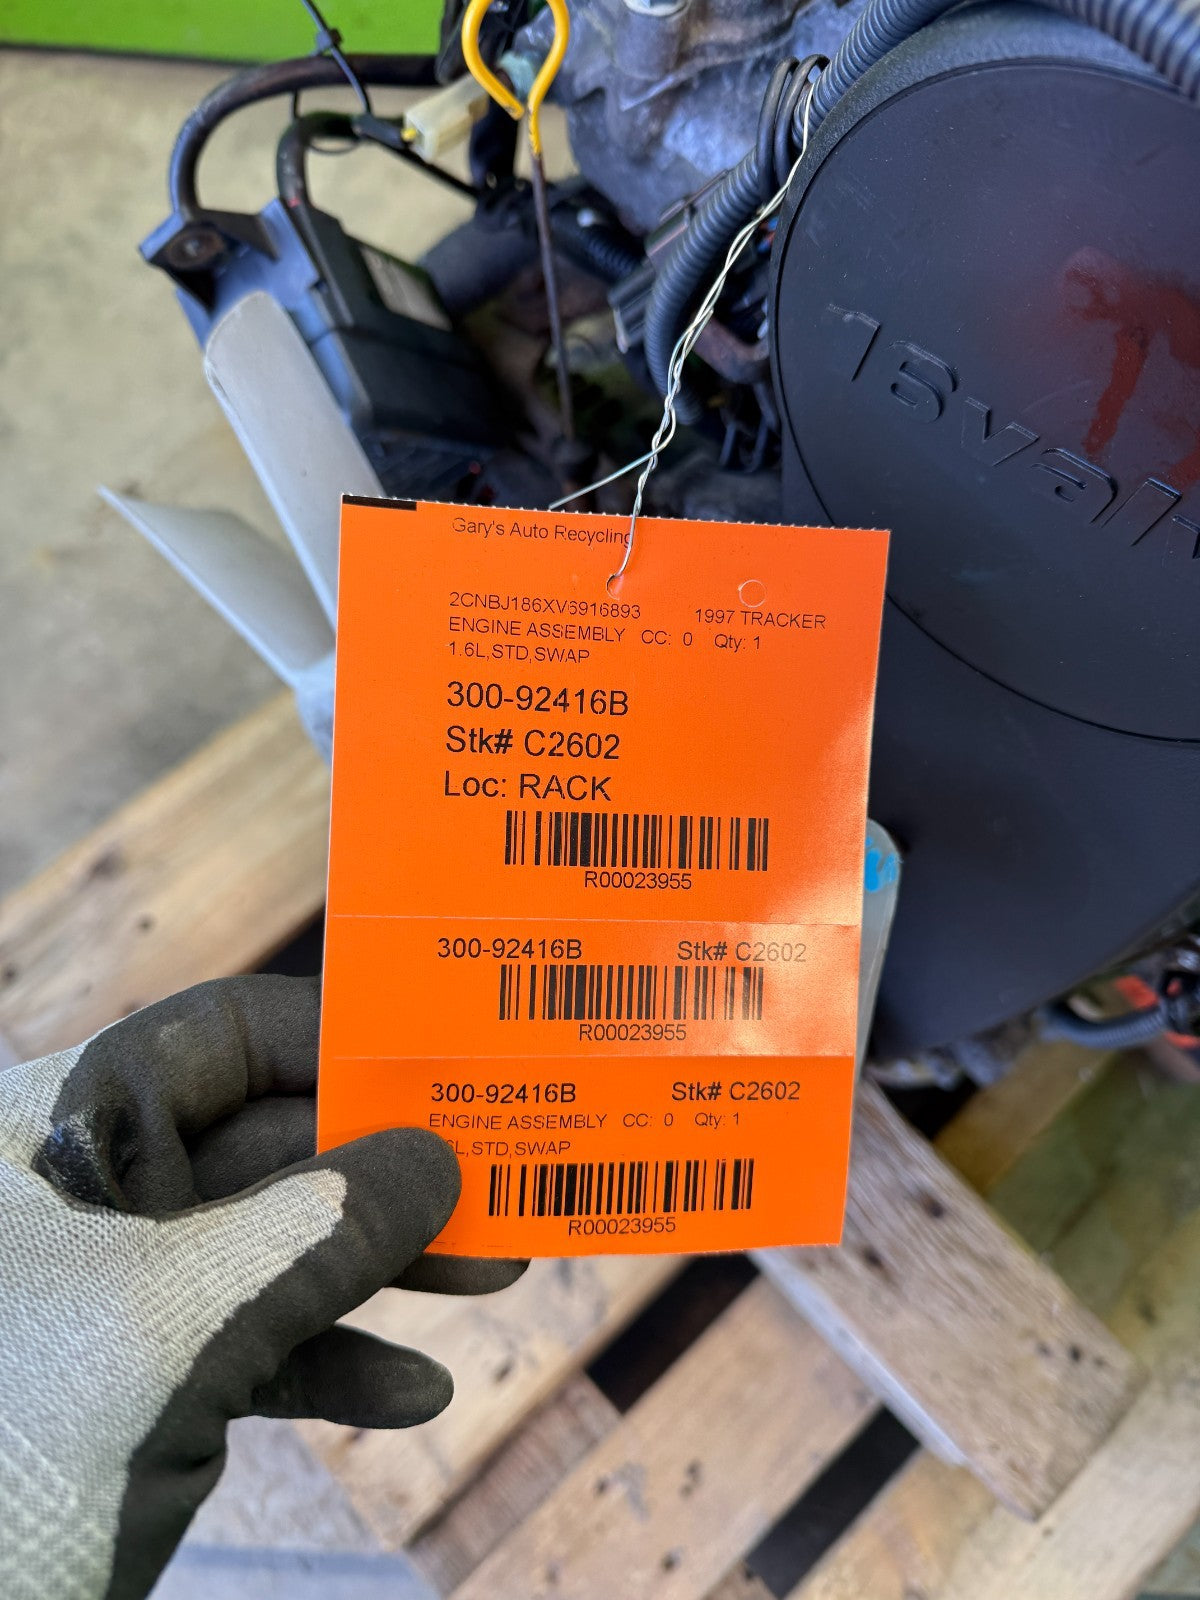 16valv
Gary's Auto Recycling
2CNBJ186XV6916893 1997 TRACKER
ENGINE ASSEMBLY CC: 0 Qty: 1
1.6L,STD,SWAP
300-92416B
Stk# C2602
Loc: RACK
R00023955
300-92416B Stk# C2602
R00023955
300-92416B Stk# C2602
ENGINE ASSEMBLY CC: 0 Qty: 1
6L,STD,SWAP
R00023955